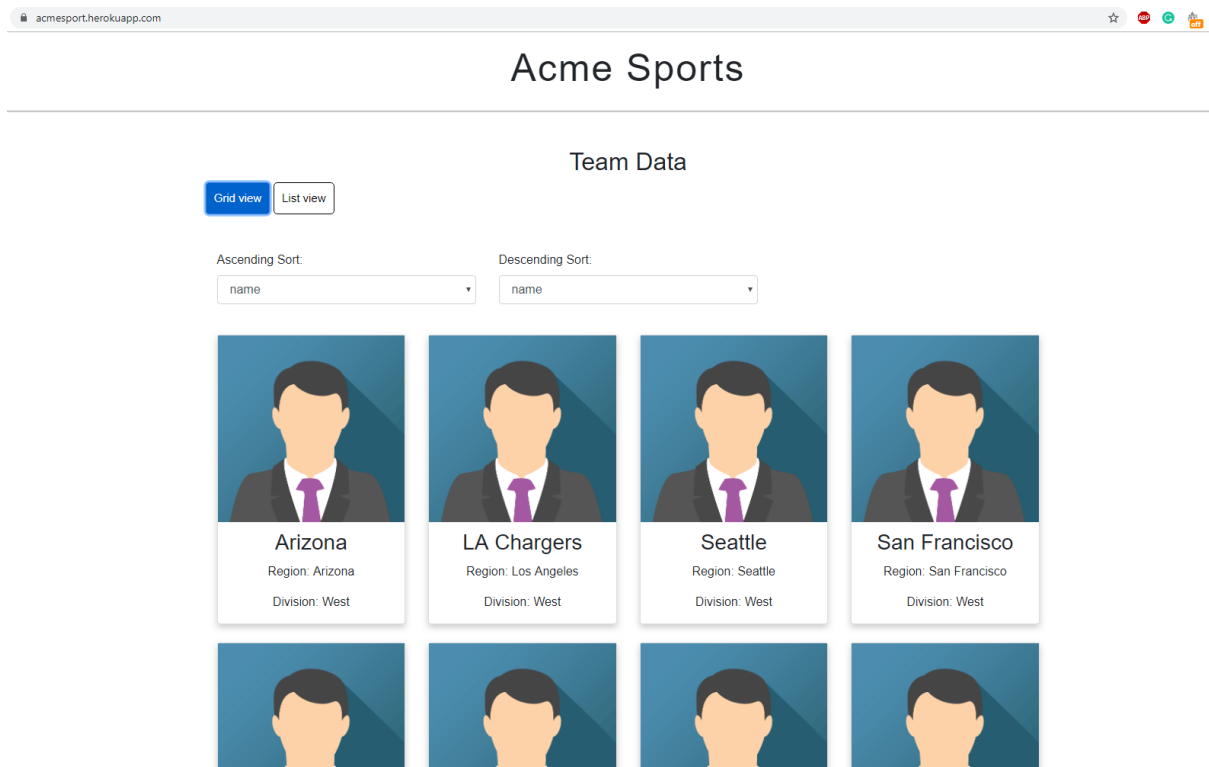 acmesport.herokuapp.com
ABP
G
off
Acme Sports
Team Data
Grid view List view
Ascending Sort: Descending Sort:
name name
Arizona LA Chargers Seattle San Francisco
Region: Arizona Region: Los Angeles Region: Seattle Region: San Francisco
Division: West Division: West Division: West Division: West